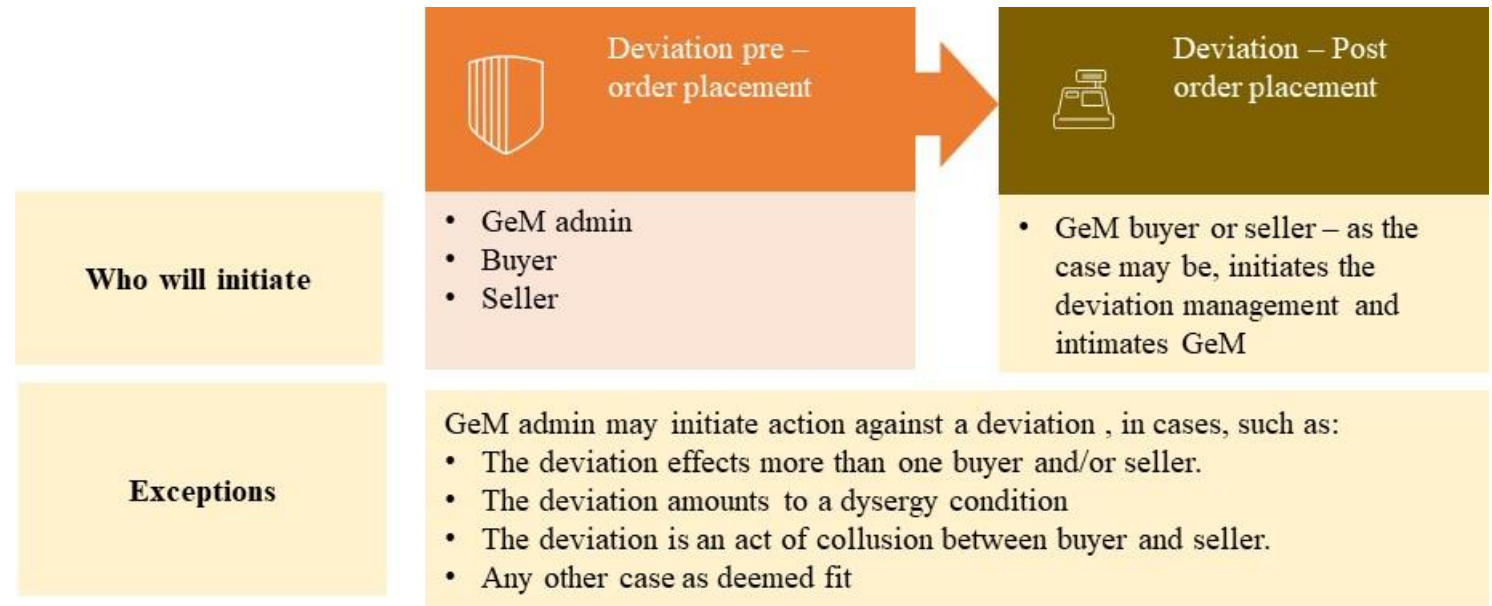 Deviation pre –
order placement
Deviation – Post
order placement
Who will initiate
• GeM admin
• Buyer
• Seller
• GeM buyer or seller – as the
case may be, initiates the
deviation management and
intimates GeM
Exceptions
GeM admin may initiate action against a deviation , in cases, such as:
• The deviation effects more than one buyer and/or seller.
• The deviation amounts to a dysergy condition
• The deviation is an act of collusion between buyer and seller.
• Any other case as deemed fit